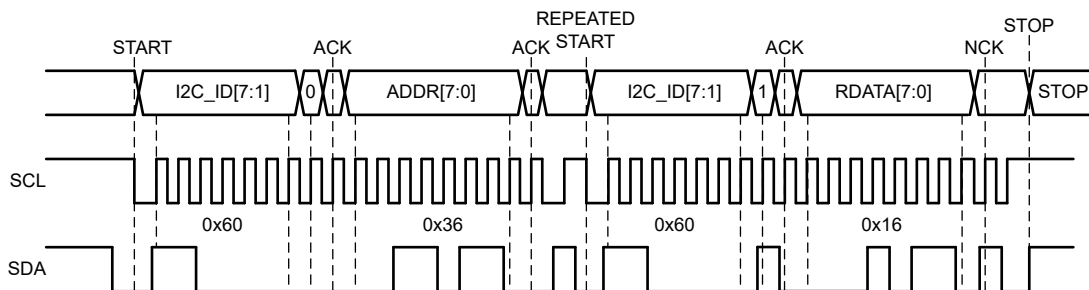 REPEATED
START
STOP
START
ACK
ACK
ACK
NCK
I2C_ID[7:1]
0
ADDR[7:0]
I2C_ID[7:1]
1
RDATA[7:0]
STOP
SCL
0x60
0x36
0x60
0x16
SDA